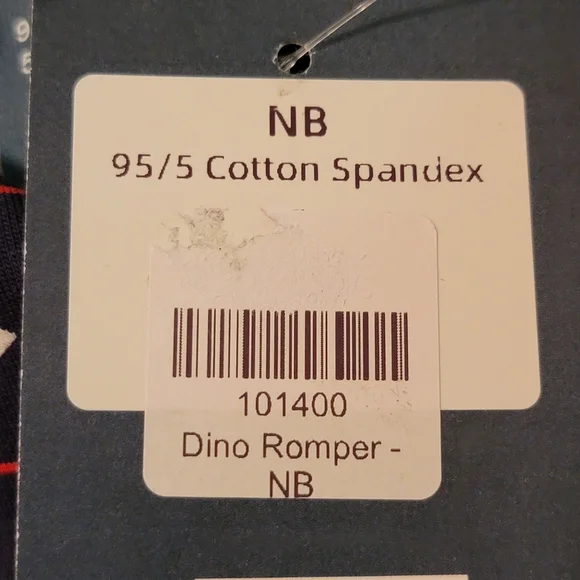 NB
95/5 Cotton Spandex
101400
Dino Romper -
NB